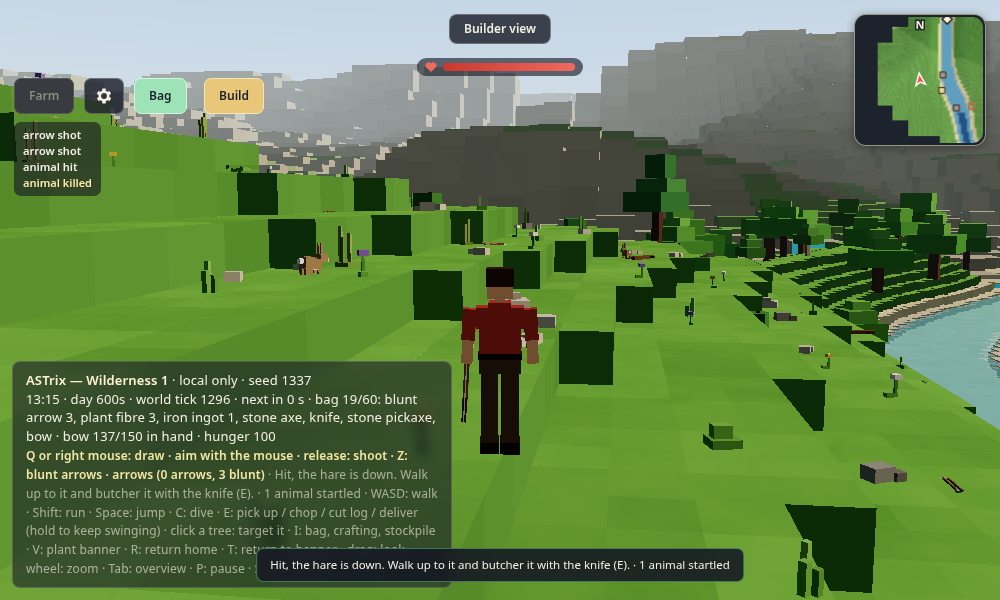 Builder view
N
Farm
Bag
Build
arrow shot
arrow shot
animal hit
animal killed
ASTrix — Wilderness 1 · local only · seed 1337
13:15 · day 600s · world tick 1296 · next in 0 s · bag 19/60: blunt
arrow 3, plant fibre 3, iron ingot 1, stone axe, knife, stone pickaxe,
bow · bow 137/150 in hand · hunger 100
Q or right mouse: draw · aim with the mouse · release: shoot · Z:
blunt arrows · arrows (0 arrows, 3 blunt) · Hit, the hare is down. Walk
up to it and butcher it with the knife (E). · 1 animal startled · WASD: walk
· Shift: run · Space: jump · C: dive · E: pick up / chop / cut log / deliver
(hold to keep swinging) · click a tree: target it · I: bag, crafting, stockpile
· V: plant banner · R: return home · T: return to banner · drag: look ·
wheel: zoom · Tab: overview · P: pause ·
Hit, the hare is down. Walk up to it and butcher it with the knife (E). · 1 animal startled